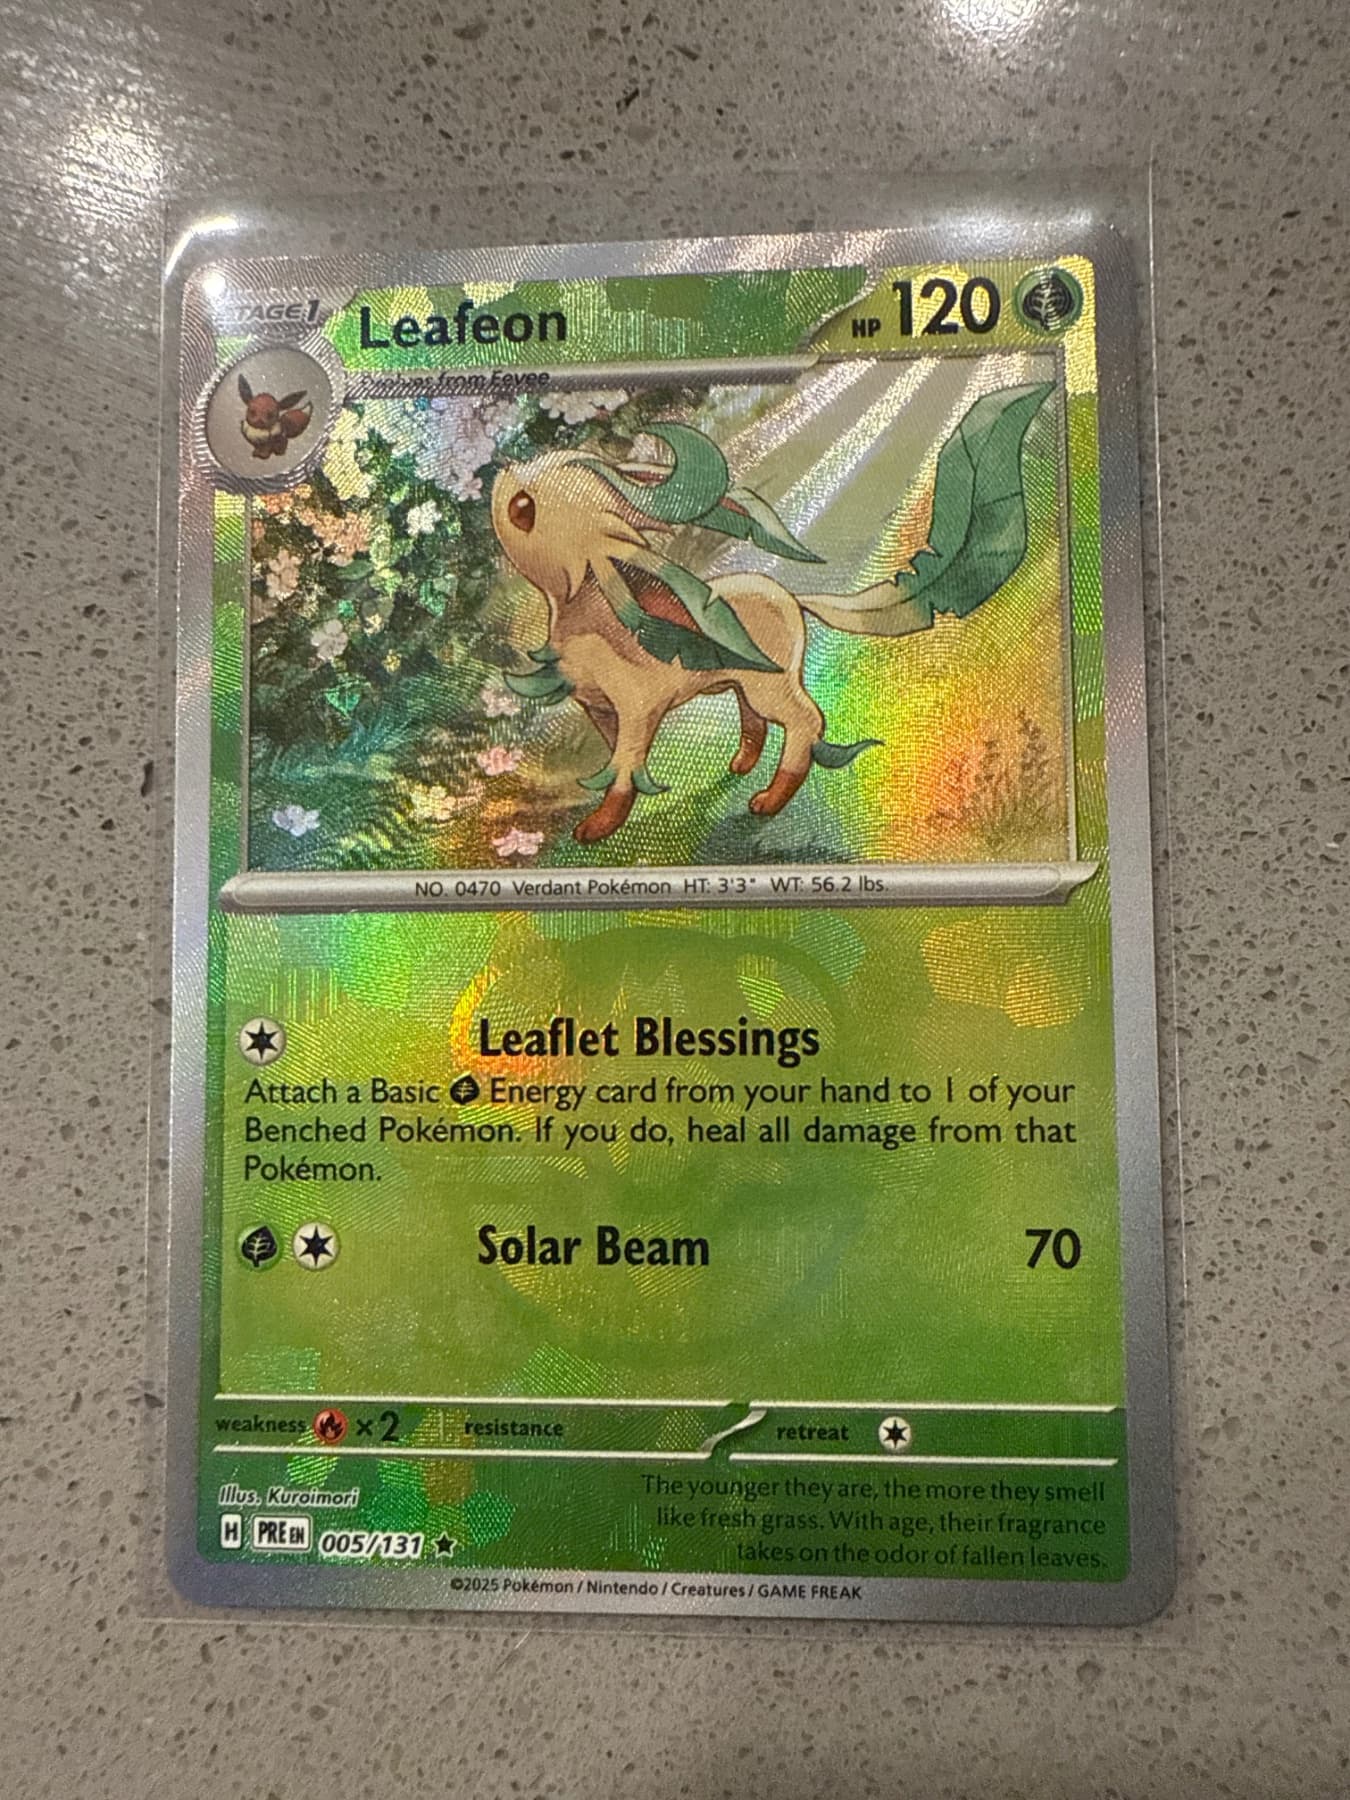 STAGE 1
Leafeon
HP 120
Evolves from Eevee
NO. 0470 Verdant Pokémon HT: 3'3" WT: 56.2 lbs.
Leaflet Blessings
Attach a Basic Energy card from your hand to 1 of your
Benched Pokémon. If you do, heal all damage from that
Pokémon.
Solar Beam 70
weakness ×2 resistance retreat
Illus. Kuroimori
The younger they are, the more they smell
like fresh grass. With age, their fragrance
takes on the odor of fallen leaves.
H PRE EN 005/131
©2025 Pokémon / Nintendo / Creatures / GAME FREAK